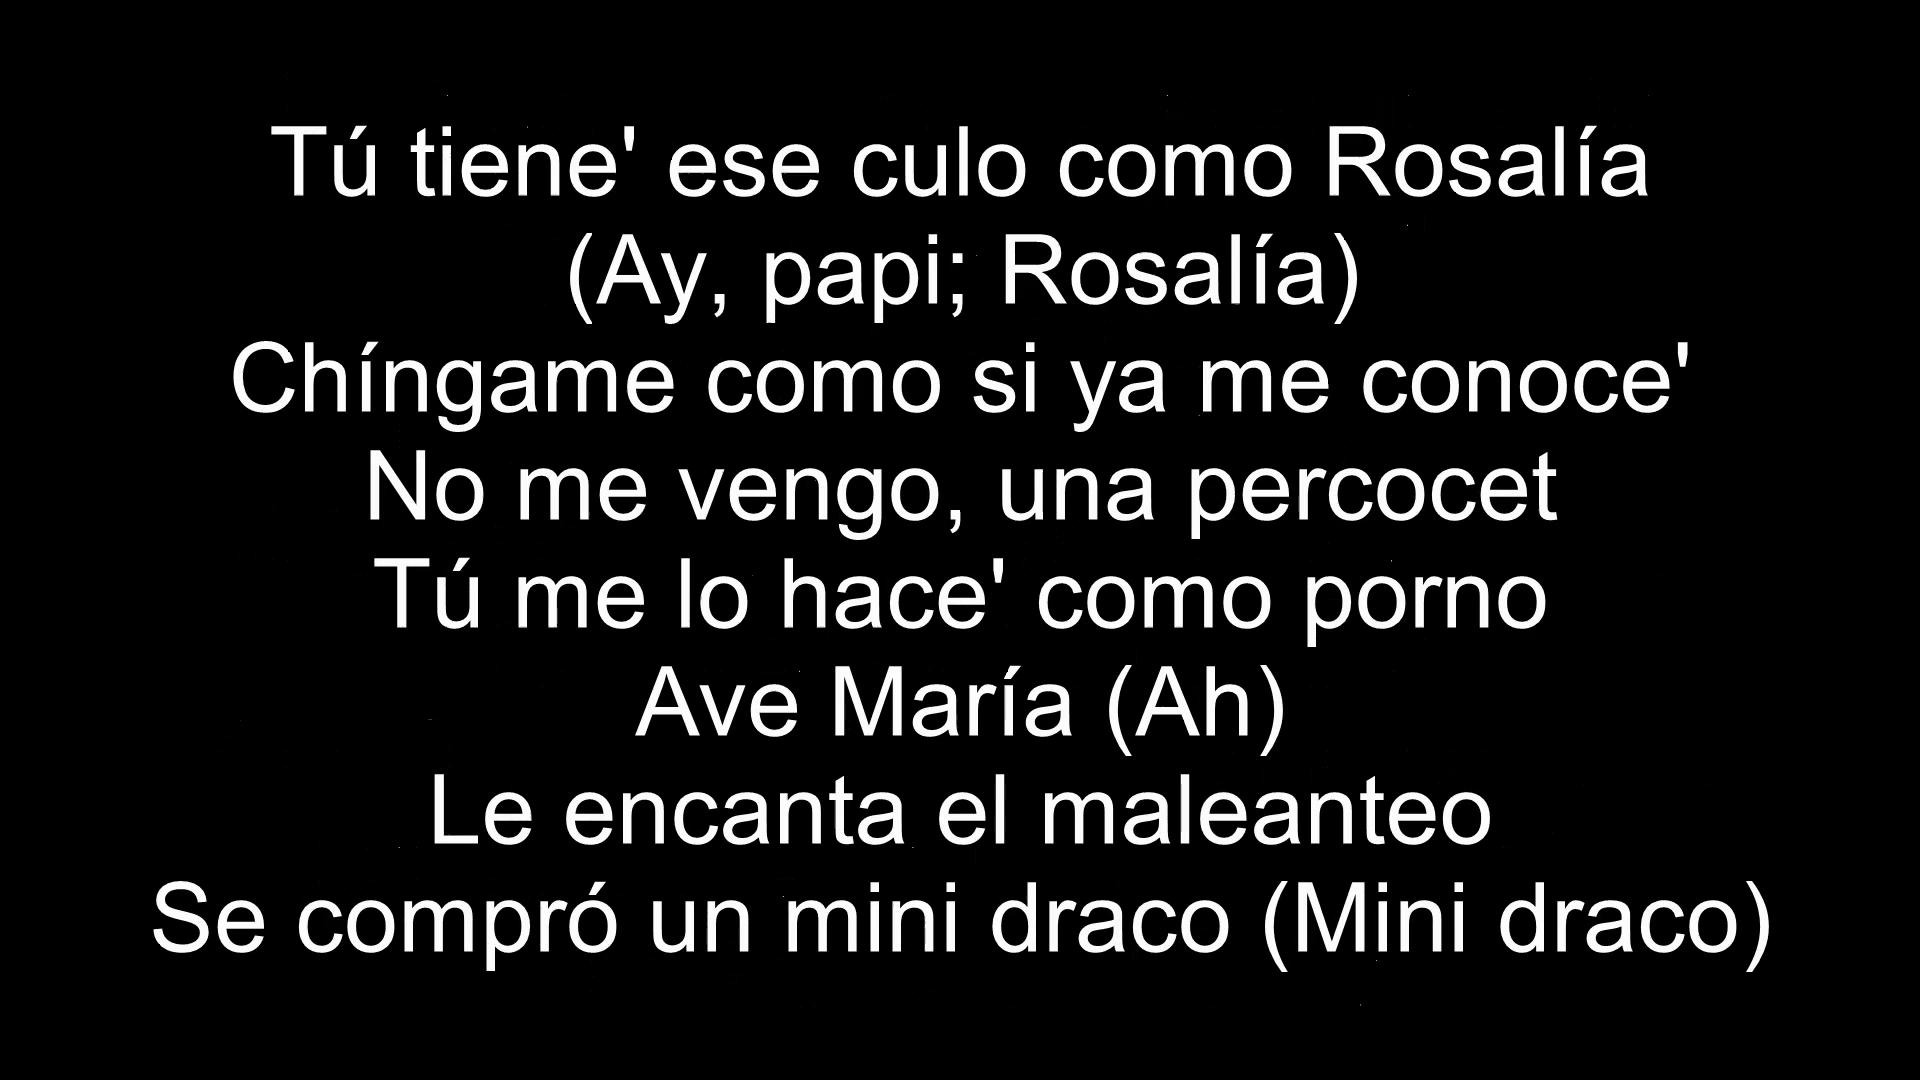 Tú tiene' ese culo como Rosalía
(Ay, papi; Rosalía)
Chíngame como si ya me conoce'
No me vengo, una percocet
Tú me lo hace' como porno
Ave María (Ah)
Le encanta el maleanteo
Se compró un mini draco (Mini draco)